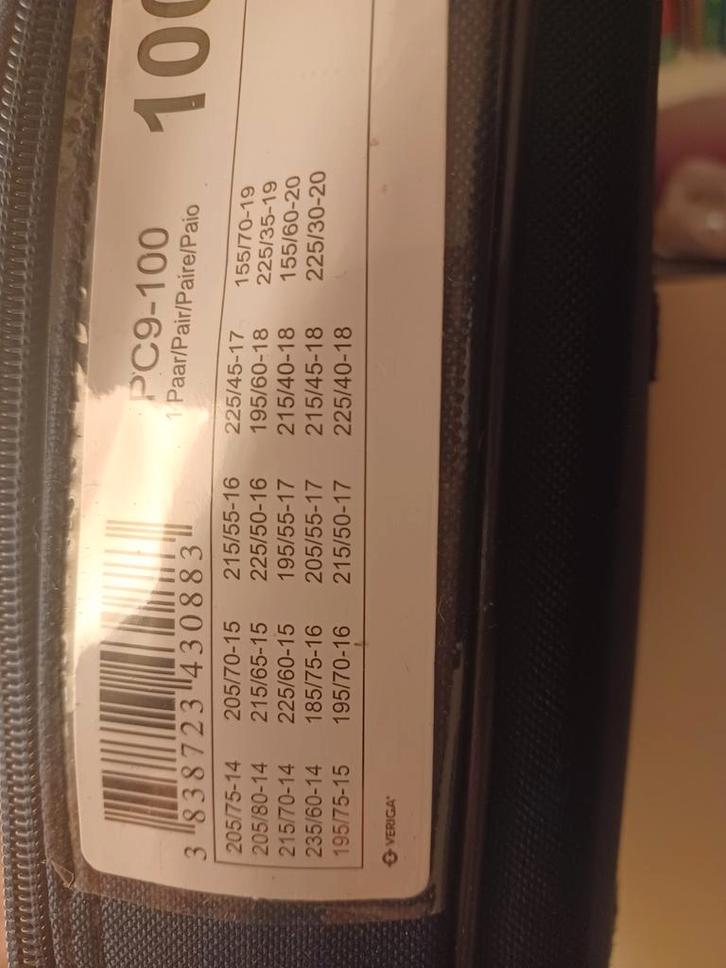 PC9-100
1 Paar/Pair/Paire/Paio
100
3 838723 430883
205/75-14 205/70-15 215/55-16 225/45-17 155/70-19
205/80-14 215/65-15 225/50-16 195/60-18 225/35-19
215/70-14 225/60-15 195/55-17 215/40-18 155/60-20
235/60-14 185/75-16 205/55-17 215/45-18 225/30-20
195/75-15 195/70-16 215/50-17 225/40-18
VERIGA